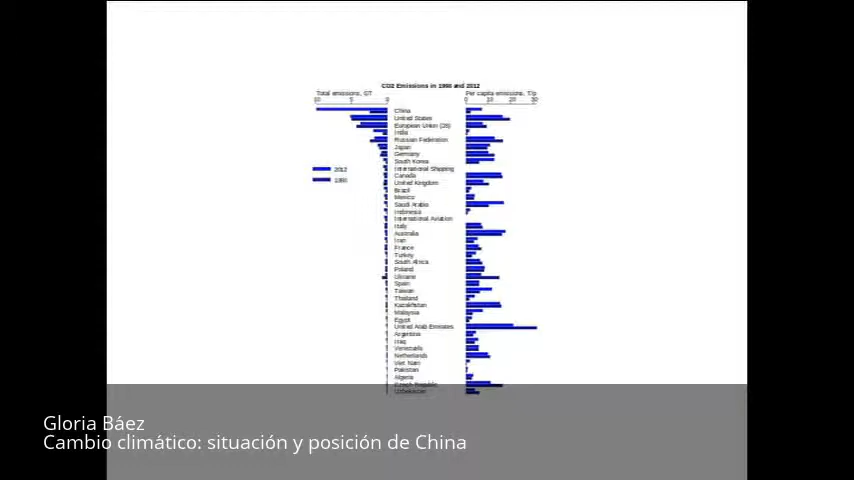 CO2 Emissions in 1990 and 2012
Total emissions, GT
Per capita emissions, T/p
10 5 0
0 10 20 30
China
United States
European Union (28)
India
Russian Federation
Japan
Germany
South Korea
International Shipping
2012
Canada
1990
United Kingdom
Brazil
Mexico
Saudi Arabia
Indonesia
International Aviation
Italy
Australia
Iran
France
Turkey
South Africa
Poland
Ukraine
Spain
Taiwan
Thailand
Kazakhstan
Malaysia
Egypt
United Arab Emirates
Argentina
Iraq
Venezuela
Netherlands
Viet Nam
Pakistan
Algeria
Czech Republic
Uzbekistan
Gloria Báez
Cambio climático: situación y posición de China